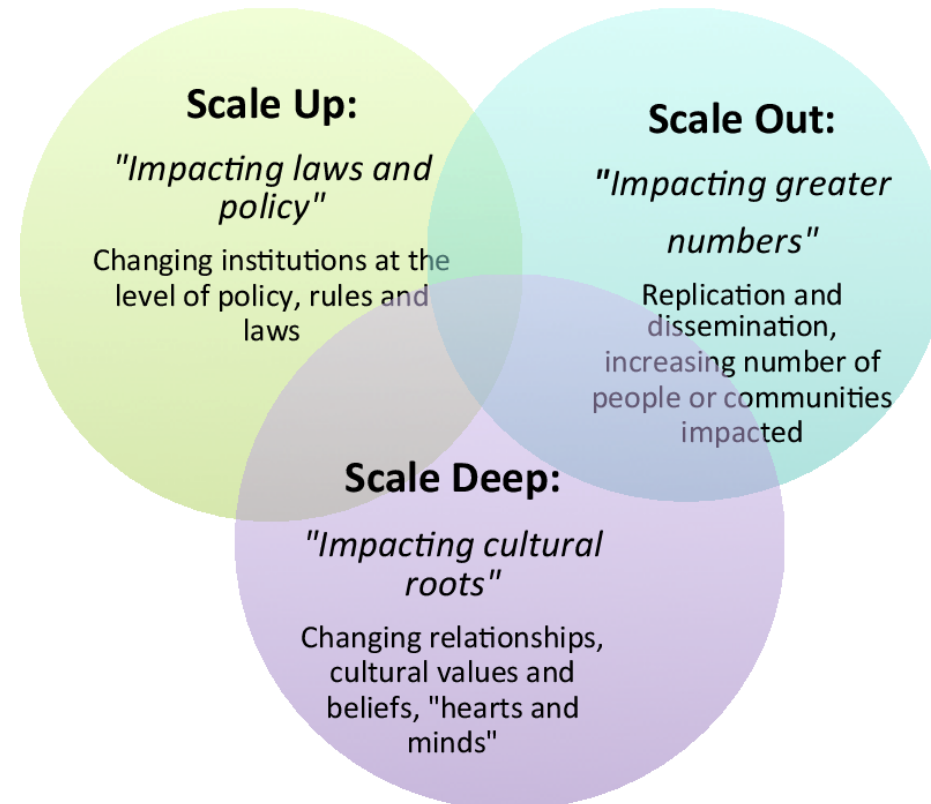 Scale Up:
"Impacting laws and
policy"
Changing institutions at the
level of policy, rules and
laws
Scale Out:
"Impacting greater
numbers"
Replication and
dissemination,
increasing number of
people or communities
impacted
Scale Deep:
"Impacting cultural
roots"
Changing relationships,
cultural values and
beliefs, "hearts and
minds"